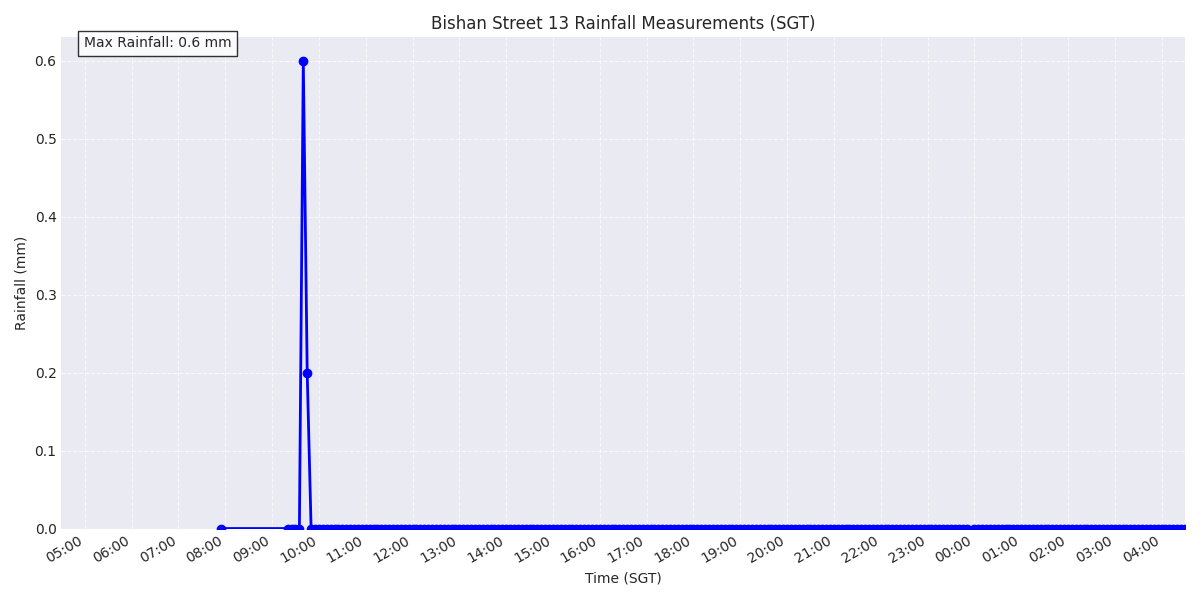 Bishan Street 13 Rainfall Measurements (SGT)
Max Rainfall: 0.6 mm
0.6
0.5
0.4
0.3
0.2
0.1
0.0
Rainfall (mm)
05:00 06:00 07:00 08:00 09:00 10:00 11:00 12:00 13:00 14:00 15:00 16:00 17:00 18:00 19:00 20:00 21:00 22:00 23:00 00:00 01:00 02:00 03:00 04:00
Time (SGT)